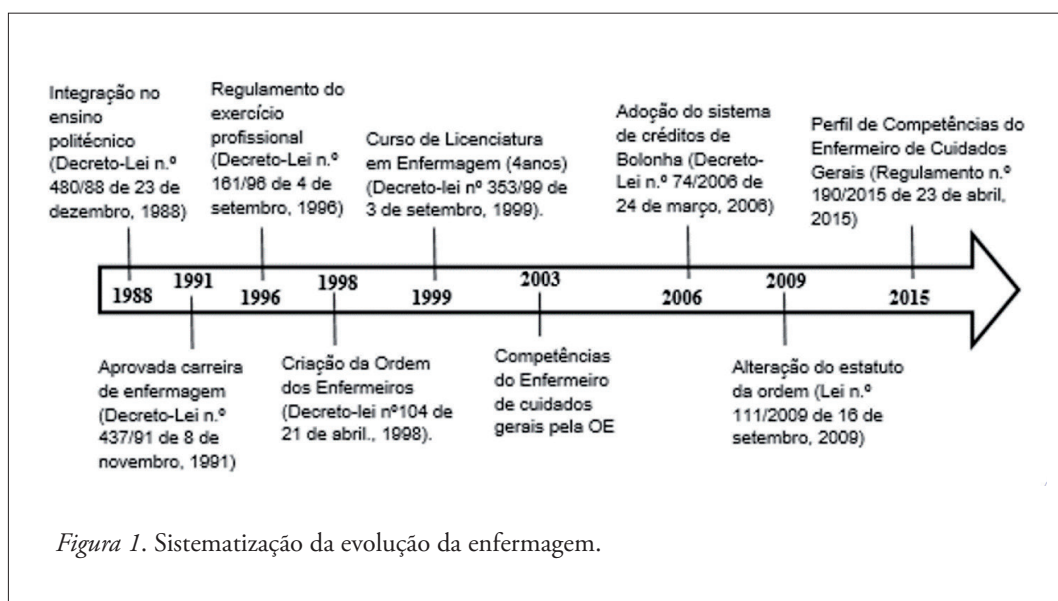 Integração no
ensino
politécnico
(Decreto-Lei n.º
480/88 de 23 de
dezembro, 1988)
Regulamento do
exercício
profissional
(Decreto-Lei n.º
161/96 de 4 de
setembro, 1996)
Curso de Licenciatura
em Enfermagem (4anos)
(Decreto-lei nº 353/99 de
3 de setembro, 1999).
Adoção do sistema
de créditos de
Bolonha (Decreto-
Lei n.º 74/2006 de
24 de março, 2006)
Perfil de Competências do
Enfermeiro de Cuidados
Gerais (Regulamento n.º
190/2015 de 23 de abril,
2015)
1988
1991
1996
1998
1999
2003
2006
2009
2015
Aprovada carreira
de enfermagem
(Decreto-Lei n.º
437/91 de 8 de
novembro, 1991)
Criação da Ordem
dos Enfermeiros
(Decreto-lei nº104 de
21 de abril., 1998).
Competências
do Enfermeiro
de cuidados
gerais pela OE
Alteração do estatuto
da ordem (Lei n.º
111/2009 de 16 de
setembro, 2009)
Figura 1. Sistematização da evolução da enfermagem.